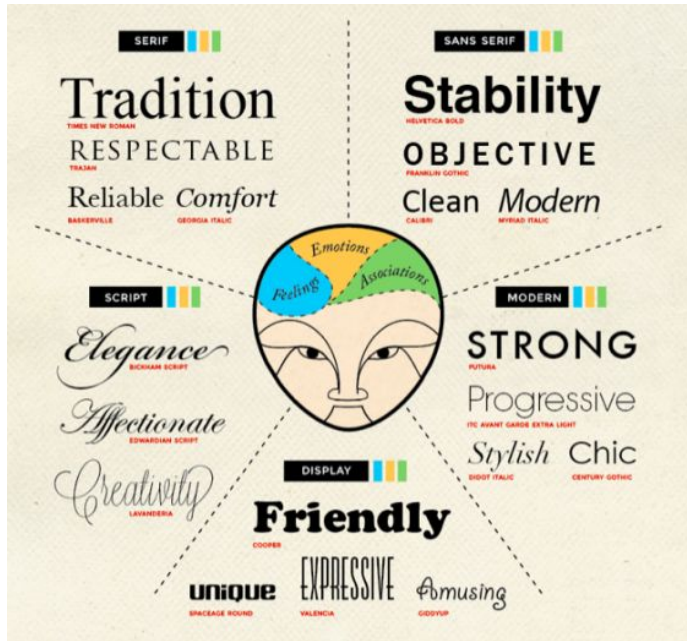 SERIF
Tradition
TIMES NEW ROMAN
RESPECTABLE
TRAJAN
Reliable Comfort
BASKERVILLE GEORGIA ITALIC
SANS SERIF
Stability
HELVETICA BOLD
OBJECTIVE
FRANKLIN GOTHIC
Clean Modern
CALIBRI MYRIAD ITALIC
Feelings
Emotions
Associations
SCRIPT
Elegance
BICKHAM SCRIPT
Affectionate
EDWARDIAN SCRIPT
Creativity
LAVANDERIA
MODERN
STRONG
FUTURA
Progressive
ITC AVANT GARDE EXTRA LIGHT
Stylish Chic
DIDOT ITALIC CENTURY GOTHIC
DISPLAY
Friendly
COOPER
unique EXPRESSIVE Amusing
SPACEAGE ROUND VALENCIA GIDDYUP